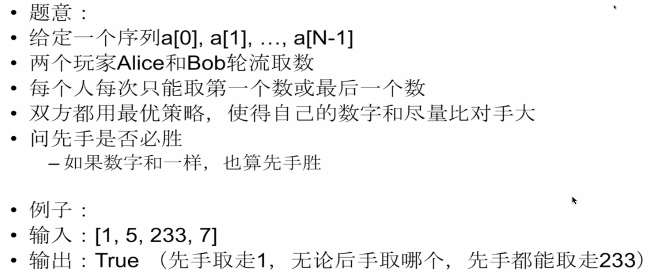 • 题意：
• 给定一个序列a[0], a[1], …, a[N-1]
• 两个玩家Alice和Bob轮流取数
• 每个人每次只能取第一个数或最后一个数
• 双方都用最优策略，使得自己的数字和尽量比对手大
• 问先手是否必胜
– 如果数字和一样，也算先手胜
• 例子：
• 输入：[1, 5, 233, 7]
• 输出：True （先手取走1，无论后手取哪个，先手都能取走233）